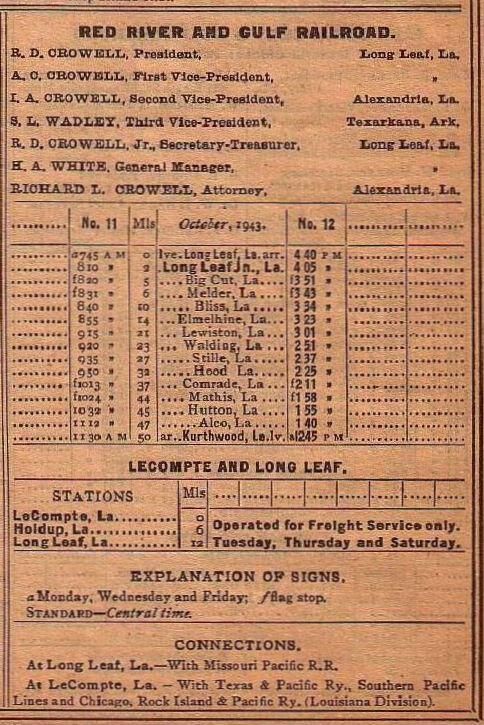 RED RIVER AND GULF RAILROAD.
R. D. CROWELL, President, Long Leaf, La.
A. C. CROWELL, First Vice-President, "
I. A. CROWELL, Second Vice-President, Alexandria, La.
S. L. WADLEY, Third Vice-President, Texarkana, Ark.
R. D. CROWELL, Jr., Secretary-Treasurer, Long Leaf, La.
H. A. WHITE, General Manager, "
RICHARD L. CROWELL, Attorney, Alexandria, La.
No. 11 Mls October, 1943. No. 12
a745 A M 0 lve. Long Leaf, La. arr. 4 40 P M
810 " 2 Long Leaf Jn., La. 4 05 "
f820 " 5 Big Cut, La. f3 51 "
f831 " 6 Melder, La. f3 43 "
840 " 10 Bliss, La. 3 34 "
855 " 14 Elmelhine, La. 3 23 "
915 " 21 Lewiston, La. 3 01 "
920 " 23 Walding, La. 2 51 "
935 " 27 Stille, La. 2 37 "
950 " 32 Hood La. 2 25 "
f1013 " 37 Comrade, La. f2 11 "
f1024 " 44 Mathis, La. f1 58 "
1032 " 45 Hutton, La. 1 55 "
1112 " 47 Alco, La. 1 40 "
1130 A M 50 ar.. Kurthwood, La. lv. a1245 P M
LECOMPTE AND LONG LEAF.
STATIONS Mls
LeCompte, La. 0
Holdup, La. 6 Operated for Freight Service only.
Long Leaf, La. 12 Tuesday, Thursday and Saturday.
EXPLANATION OF SIGNS.
a Monday, Wednesday and Friday; f flag stop.
STANDARD—Central time.
CONNECTIONS.
At Long Leaf, La.—With Missouri Pacific R.R.
At LeCompte, La. — With Texas & Pacific Ry., Southern Pacific
Lines and Chicago, Rock Island & Pacific Ry. (Louisiana Division).